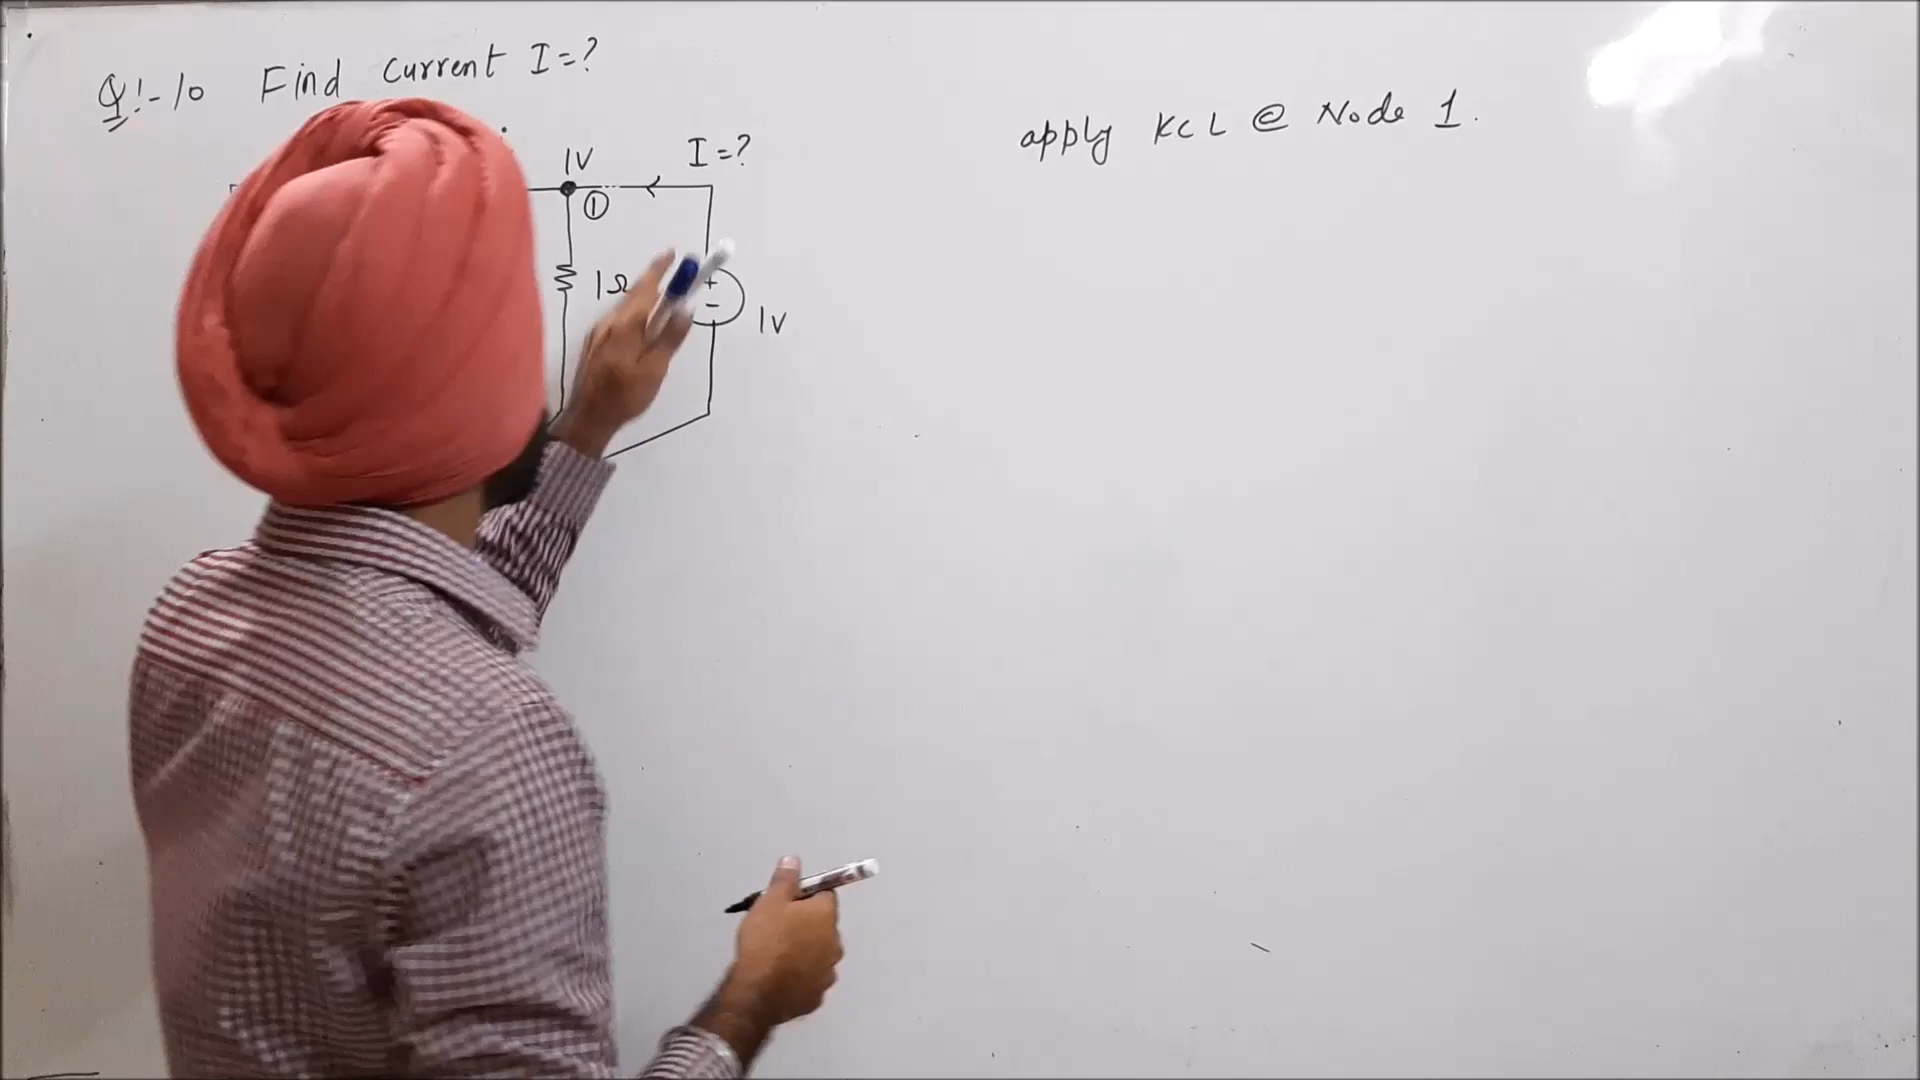 Q!-10 Find Current I=?
apply KCL @ Node 1.
1V
I=?
①
1Ω
+
-
1V